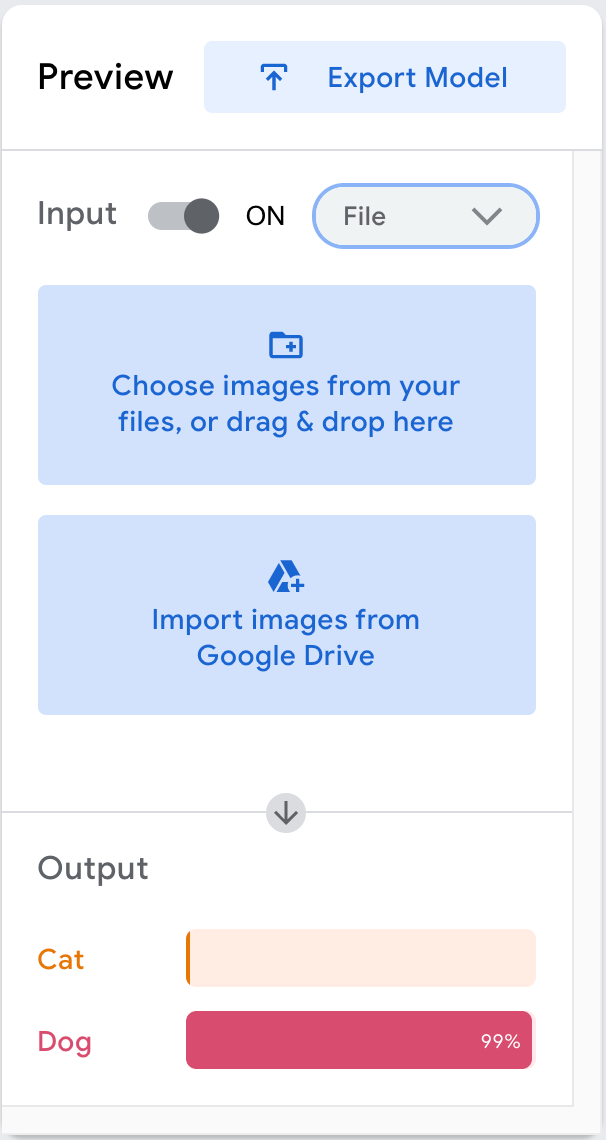 Preview
Export Model
Input
ON
File
Choose images from your
files, or drag & drop here
Import images from
Google Drive
Output
Cat
Dog
99%